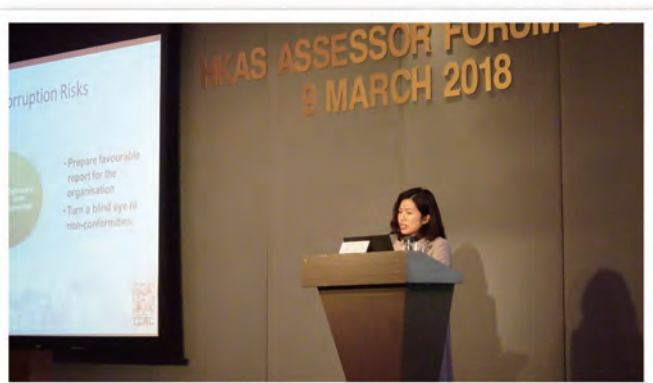 HKAS ASSESSOR FORUM
9 MARCH 2018
orruption Risks
• Prepare favourable
report for the
organisation
• Turn a blind eye to
non-conformities